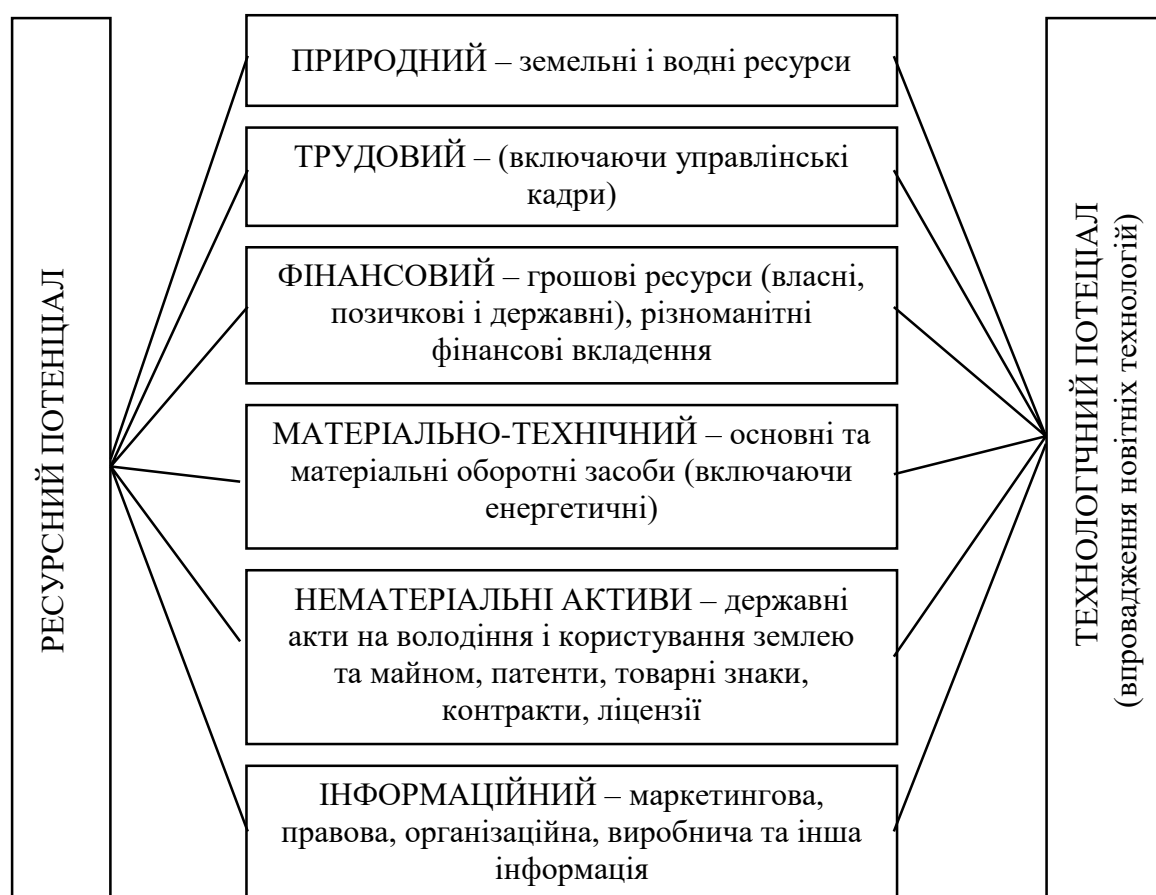 РЕСУРСНИЙ ПОТЕНЦІАЛ
ПРИРОДНИЙ – земельні і водні ресурси
ТРУДОВИЙ – (включаючи управлінські
кадри)
ФІНАНСОВИЙ – грошові ресурси (власні,
позичкові і державні), різноманітні
фінансові вкладення
МАТЕРІАЛЬНО-ТЕХНІЧНИЙ – основні та
матеріальні оборотні засоби (включаючи
енергетичні)
НЕМАТЕРІАЛЬНІ АКТИВИ – державні
акти на володіння і користування землею
та майном, патенти, товарні знаки,
контракти, ліцензії
ІНФОРМАЦІЙНИЙ – маркетингова,
правова, організаційна, виробнича та інша
інформація
ТЕХНОЛОГІЧНИЙ ПОТЕЦІАЛ
(впровадження новітніх технологій)